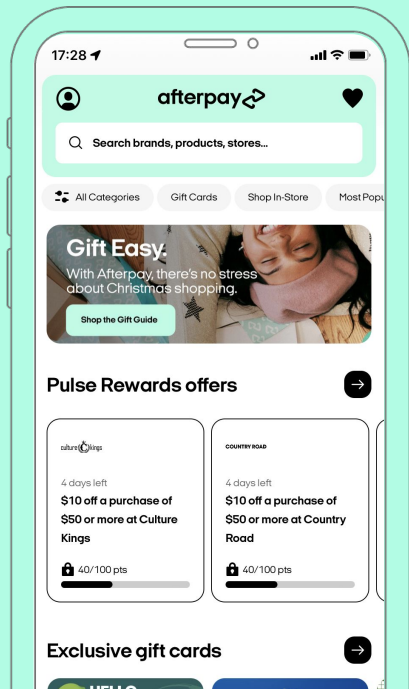 17:28
afterpay
Search brands, products, stores...
All Categories
Gift Cards
Shop In-Store
Most Popu
Gift Easy.
With Afterpay, there's no stress
about Christmas shopping.
Shop the Gift Guide
Pulse Rewards offers
culture kings
4 days left
$10 off a purchase of
$50 or more at Culture
Kings
40/100 pts
COUNTRY ROAD
4 days left
$10 off a purchase of
$50 or more at Country
Road
40/100 pts
Exclusive gift cards
HELLO